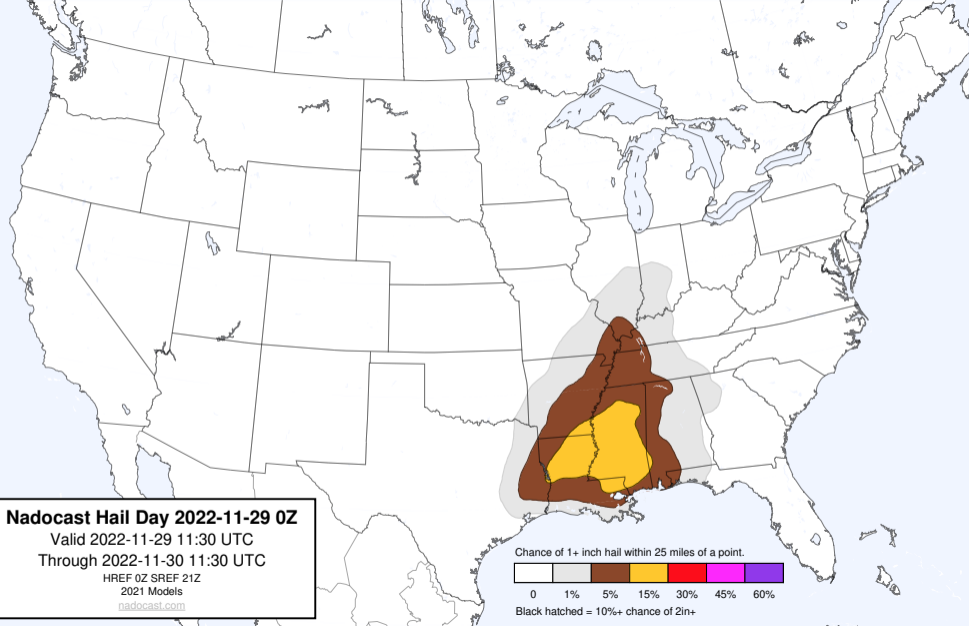 Nadocast Hail Day 2022-11-29 0Z
Valid 2022-11-29 11:30 UTC
Through 2022-11-30 11:30 UTC
HREF 0Z SREF 21Z
2021 Models
nadocast.com
Chance of 1+ inch hail within 25 miles of a point.
0 1% 5% 15% 30% 45% 60%
Black hatched = 10%+ chance of 2in+